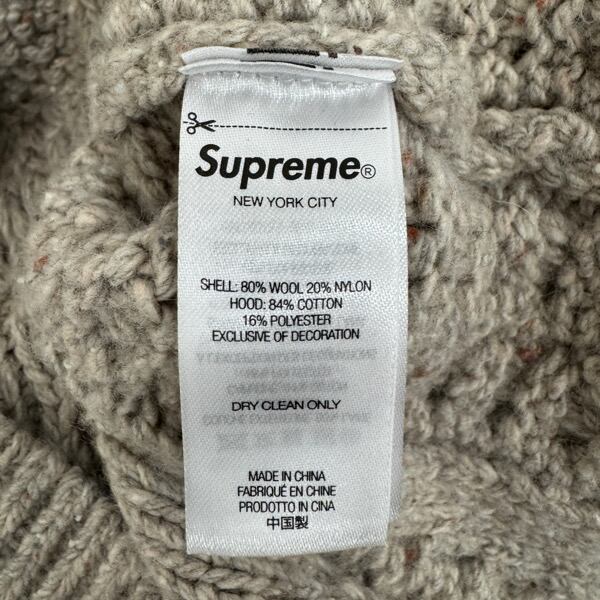 Supreme®
NEW YORK CITY
SHELL: 80% WOOL 20% NYLON
HOOD: 84% COTTON
16% POLYESTER
EXCLUSIVE OF DECORATION
DRY CLEAN ONLY
MADE IN CHINA
FABRIQUÉ EN CHINE
PRODOTTO IN CINA
中国製